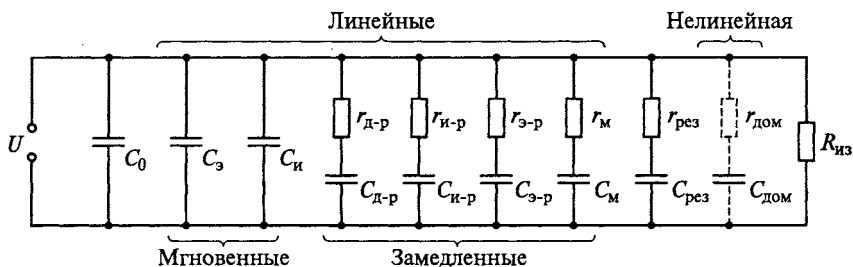 Линейные Нелинейная
U
C₀ Cэ Cи
rд-р rи-р rэ-р rм rрез rдом
Rиз
Cд-р Cи-р Cэ-р Cм Cрез Cдом
Мгновенные Замедленные